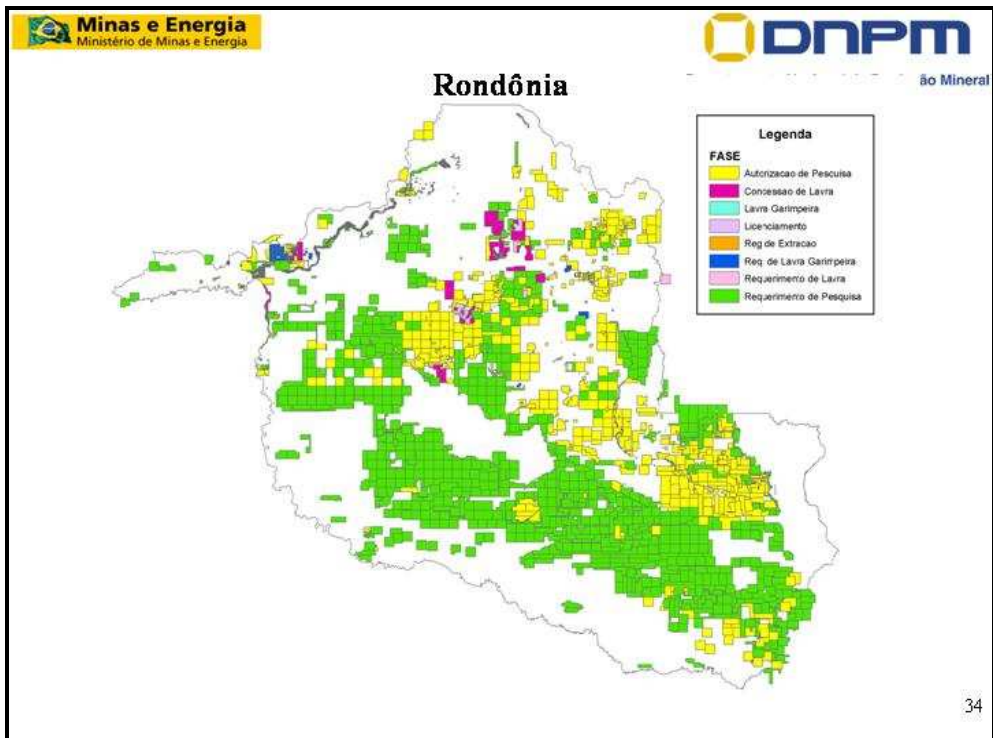 Minas e Energia
Ministério de Minas e Energia
DNPM
ão Mineral
Rondônia
Legenda
FASE
Autorizacao de Pescuisa
Concessao de Lavra
Lavra Garimpeira
Licenciamento
Reg de Extracao
Req. de Lavra Garimpeira
Requerimento de Lavra
Requerimento de Pesquisa
34